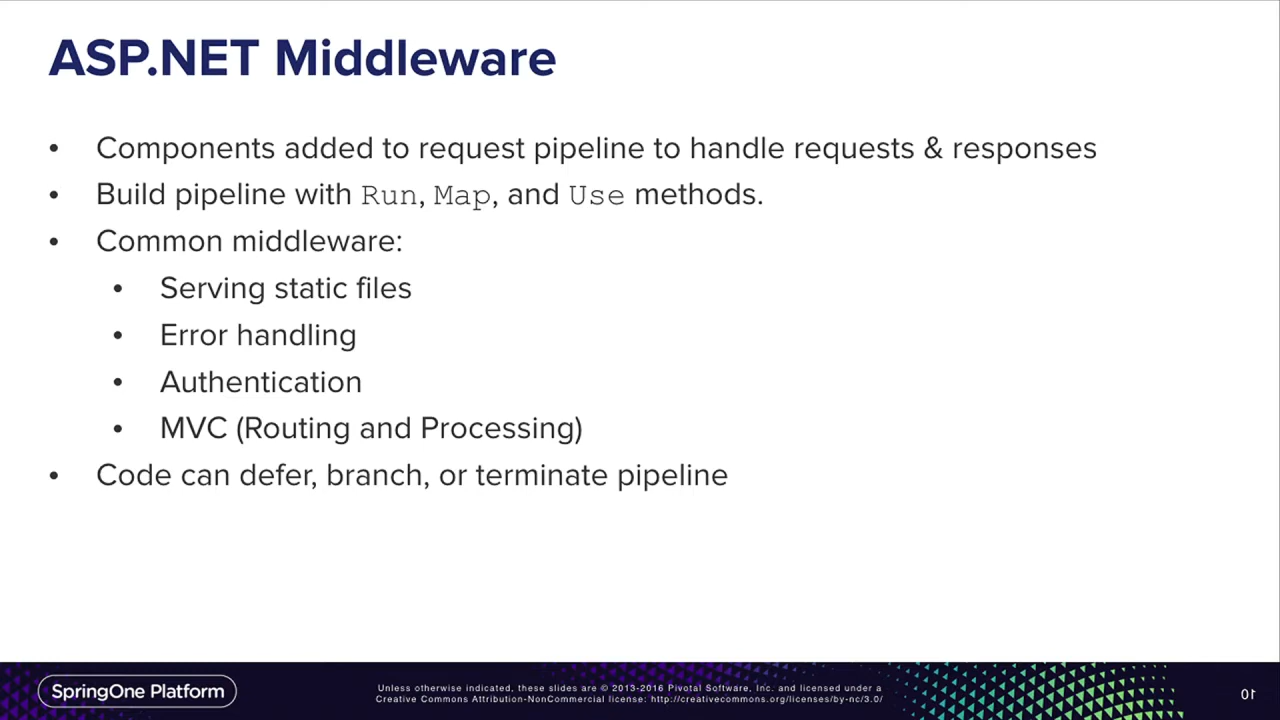 ASP.NET Middleware
• Components added to request pipeline to handle requests & responses
• Build pipeline with Run, Map, and Use methods.
• Common middleware:
• Serving static files
• Error handling
• Authentication
• MVC (Routing and Processing)
• Code can defer, branch, or terminate pipeline
SpringOne Platform
Unless otherwise indicated, these slides are © 2013-2016 Pivotal Software, Inc. and licensed under a
Creative Commons Attribution-NonCommercial license: http://creativecommons.org/licenses/by-nc/3.0/
10